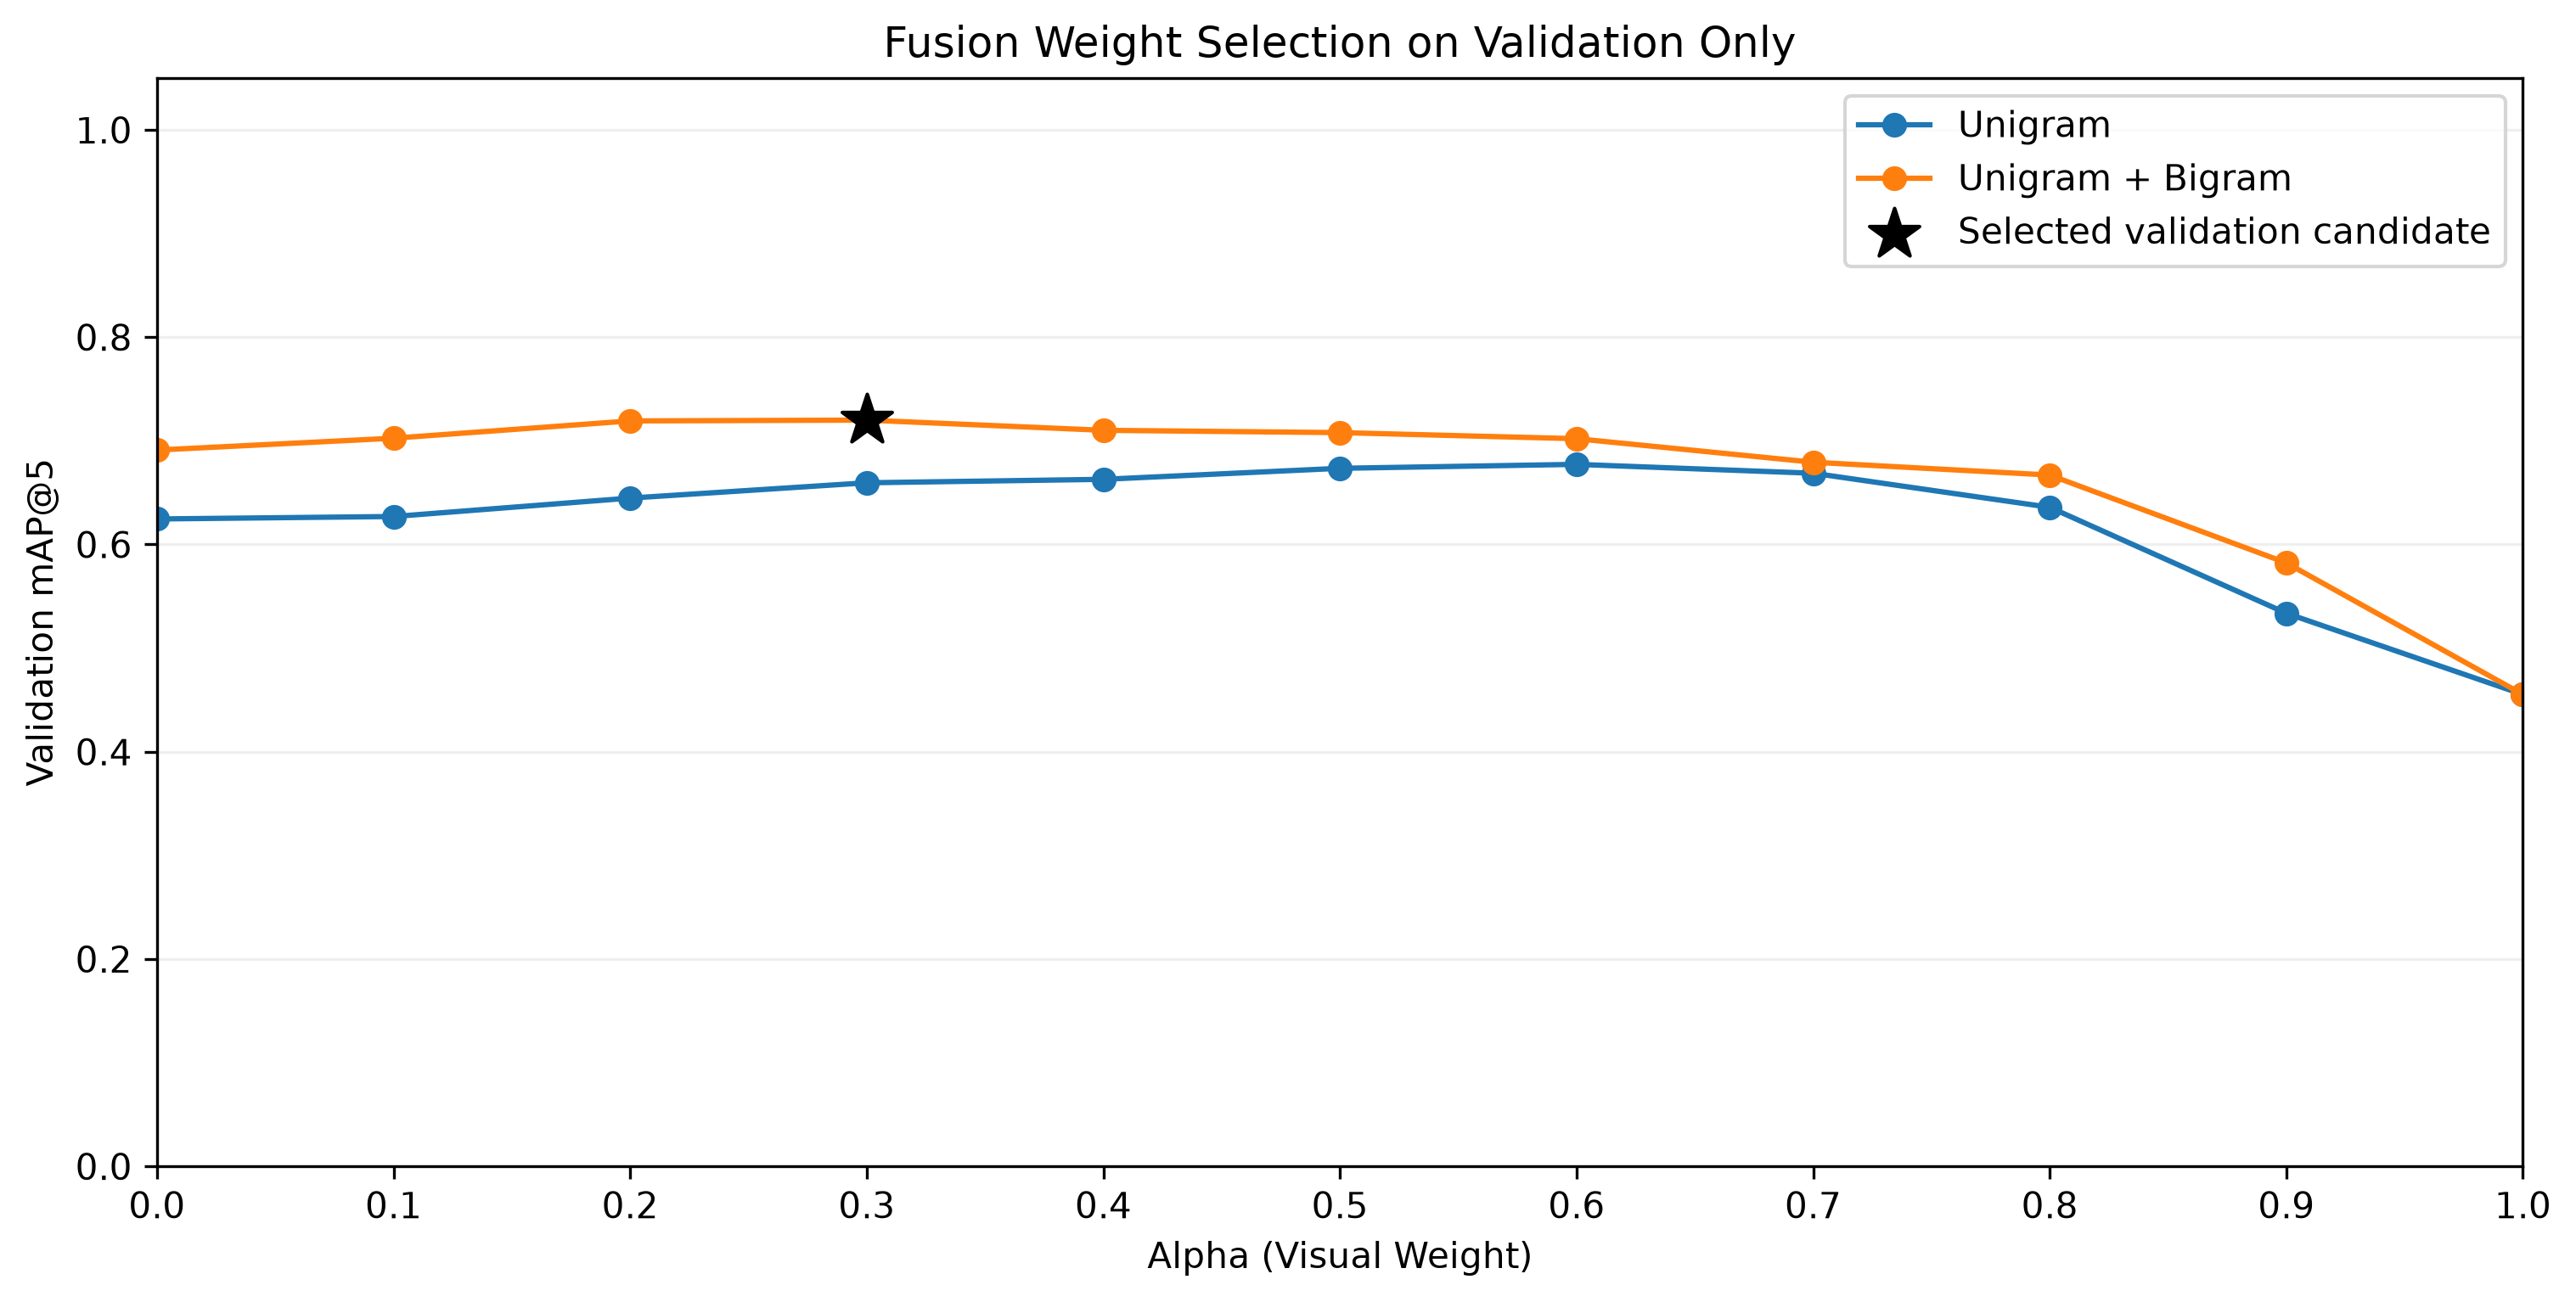 Fusion Weight Selection on Validation Only
Unigram
Unigram + Bigram
Selected validation candidate
Validation mAP@5
1.0
0.8
0.6
0.4
0.2
0.0
0.0 0.1 0.2 0.3 0.4 0.5 0.6 0.7 0.8 0.9 1.0
Alpha (Visual Weight)